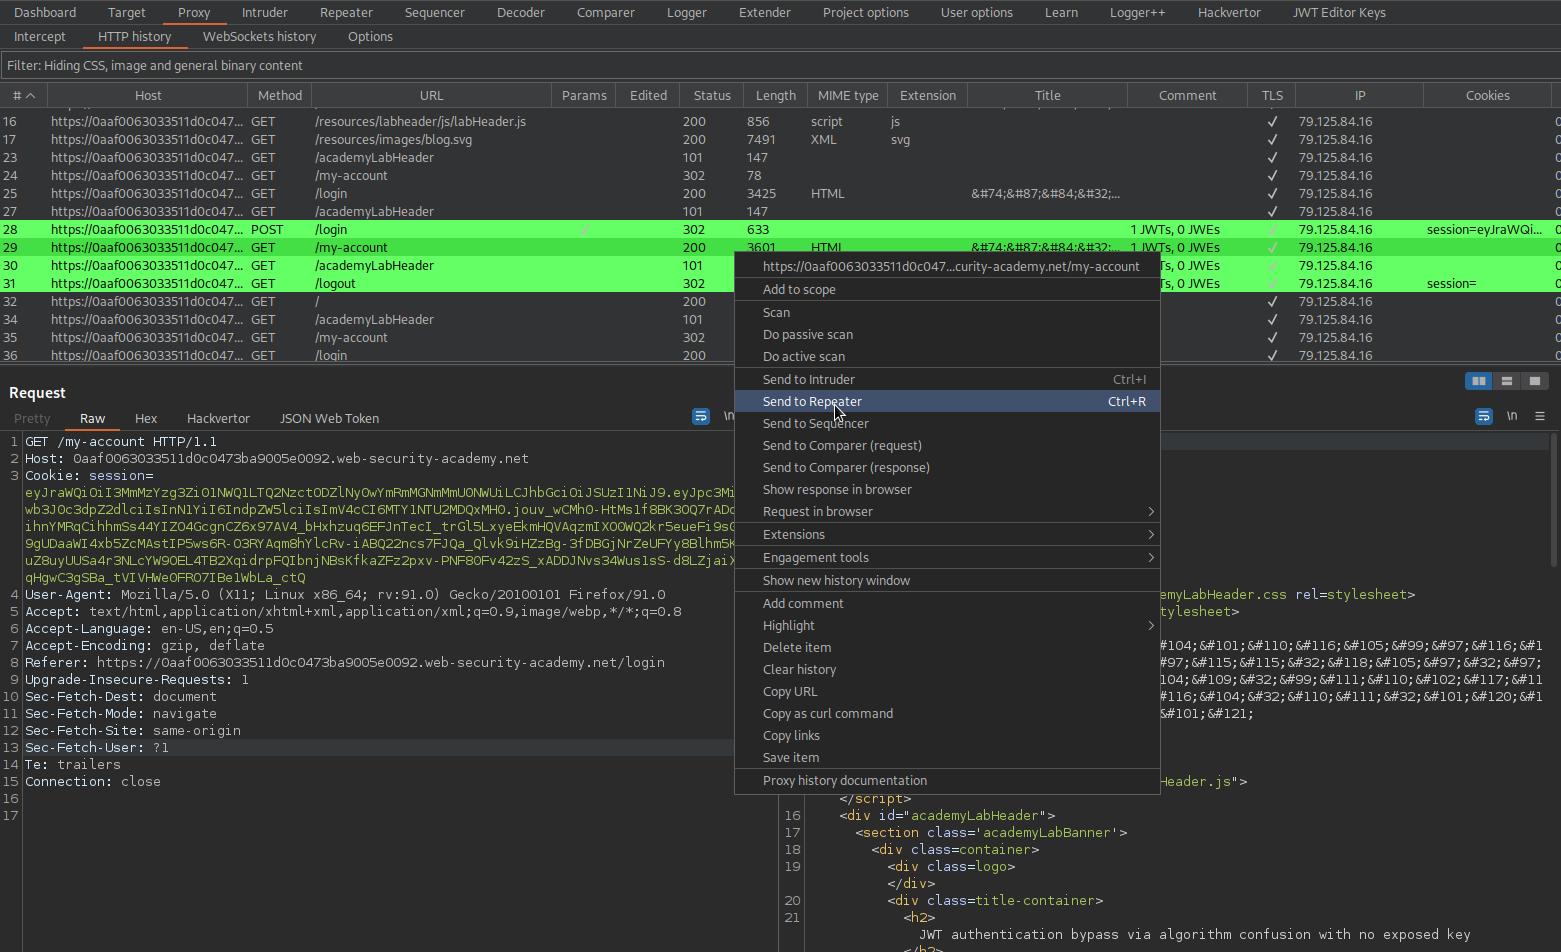 Dashboard Target Proxy Intruder Repeater Sequencer Decoder Comparer Logger Extender Project options User options Learn Logger++ Hackvertor JWT Editor Keys
Intercept HTTP history WebSockets history Options
Filter: Hiding CSS, image and general binary content
# Host Method URL Params Edited Status Length MIME type Extension Title Comment TLS IP Cookies
16 https://0aaf0063033511d0c047... GET /resources/labheader/js/labHeader.js 200 856 script js ✓ 79.125.84.16
17 https://0aaf0063033511d0c047... GET /resources/images/blog.svg 200 7491 XML svg ✓ 79.125.84.16
23 https://0aaf0063033511d0c047... GET /academyLabHeader 101 147 ✓ 79.125.84.16
24 https://0aaf0063033511d0c047... GET /my-account 302 78 ✓ 79.125.84.16
25 https://0aaf0063033511d0c047... GET /login 200 3425 HTML &#74;&#87;&#84;&#32;... ✓ 79.125.84.16
27 https://0aaf0063033511d0c047... GET /academyLabHeader 101 147 ✓ 79.125.84.16
28 https://0aaf0063033511d0c047... POST /login ✓ 302 633 1 JWTs, 0 JWEs ✓ 79.125.84.16 session=eyJraWQi...
29 https://0aaf0063033511d0c047... GET /my-account 200 3601 HTML &#74;&#87;&#84;&#32;... 1 JWTs, 0 JWEs ✓ 79.125.84.16
30 https://0aaf0063033511d0c047... GET /academyLabHeader 101 Ts, 0 JWEs ✓ 79.125.84.16
31 https://0aaf0063033511d0c047... GET /logout 302 Ts, 0 JWEs ✓ 79.125.84.16 session=
32 https://0aaf0063033511d0c047... GET / 200 ✓ 79.125.84.16
34 https://0aaf0063033511d0c047... GET /academyLabHeader 101 ✓ 79.125.84.16
35 https://0aaf0063033511d0c047... GET /my-account 302 ✓ 79.125.84.16
36 https://0aaf0063033511d0c047... GET /login 200 ✓ 79.125.84.16
https://0aaf0063033511d0c047...curity-academy.net/my-account
Add to scope
Scan
Do passive scan
Do active scan
Send to Intruder Ctrl+I
Send to Repeater Ctrl+R
Send to Sequencer
Send to Comparer (request)
Send to Comparer (response)
Show response in browser
Request in browser
Extensions
Engagement tools
Show new history window
Add comment
Highlight
Delete item
Clear history
Copy URL
Copy as curl command
Copy links
Save item
Proxy history documentation
Request
Pretty Raw Hex Hackvertor JSON Web Token \n
1 GET /my-account HTTP/1.1
2 Host: 0aaf0063033511d0c0473ba9005e0092.web-security-academy.net
3 Cookie: session=
4 User-Agent: Mozilla/5.0 (X11; Linux x86_64; rv:91.0) Gecko/20100101 Firefox/91.0
5 Accept: text/html,application/xhtml+xml,application/xml;q=0.9,image/webp,*/*;q=0.8
6 Accept-Language: en-US,en;q=0.5
7 Accept-Encoding: gzip, deflate
8 Referer: https://0aaf0063033511d0c0473ba9005e0092.web-security-academy.net/login
9 Upgrade-Insecure-Requests: 1
10 Sec-Fetch-Dest: document
11 Sec-Fetch-Mode: navigate
12 Sec-Fetch-Site: same-origin
13 Sec-Fetch-User: ?1
14 Te: trailers
15 Connection: close
16
17
\n
emyLabHeader.css rel=stylesheet>
tylesheet>
#104;&#101;&#110;&#116;&#105;&#99;&#97;&#116;&#1
#97;&#115;&#115;&#32;&#118;&#105;&#97;&#32;&#97;
104;&#109;&#32;&#99;&#111;&#110;&#102;&#117;&#11
#116;&#104;&#32;&#110;&#111;&#32;&#101;&#120;&#1
&#101;&#121;
Header.js">
</script>
16 <div id="academyLabHeader">
17 <section class='academyLabBanner'>
18 <div class=container>
19 <div class=logo>
</div>
20 <div class=title-container>
21 <h2>
JWT authentication bypass via algorithm confusion with no exposed key
</h2>